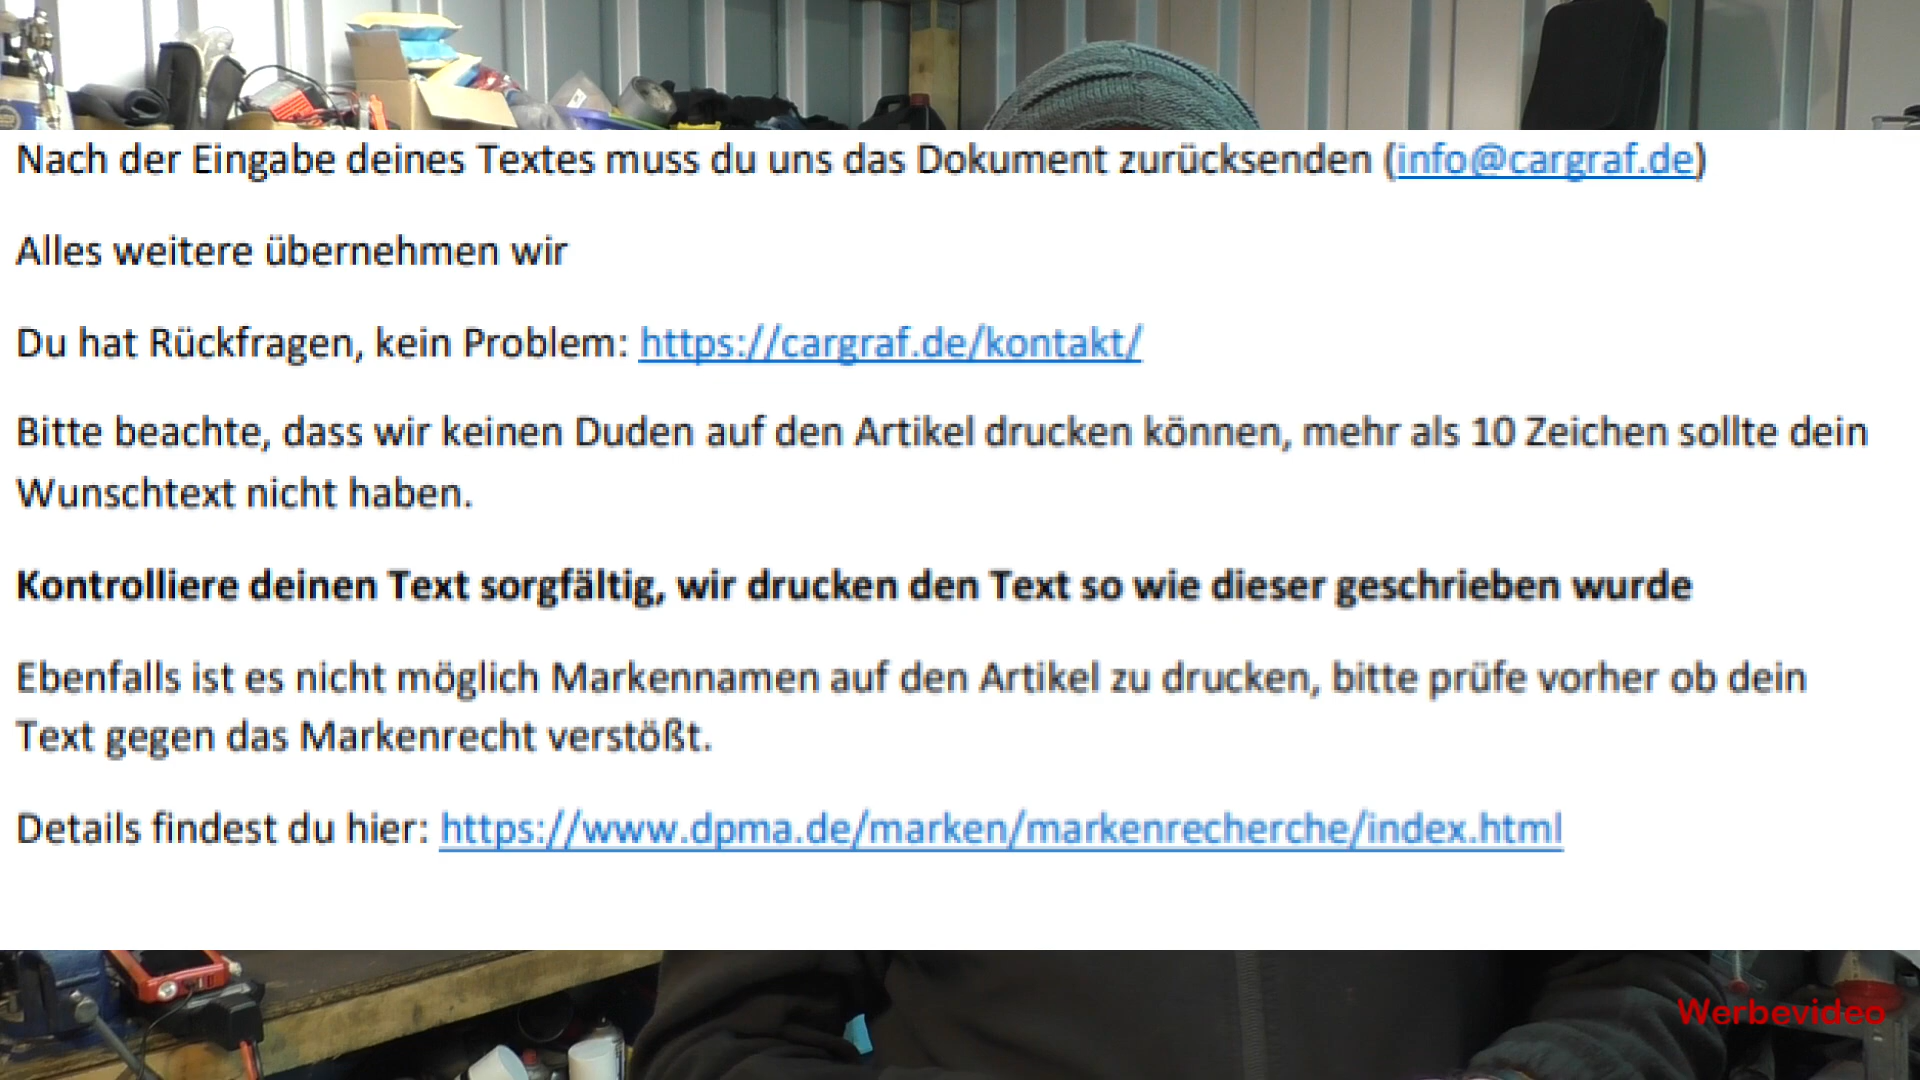 Nach der Eingabe deines Textes muss du uns das Dokument zurücksenden (info@cargraf.de)
Alles weitere übernehmen wir
Du hat Rückfragen, kein Problem: https://cargraf.de/kontakt/
Bitte beachte, dass wir keinen Duden auf den Artikel drucken können, mehr als 10 Zeichen sollte dein
Wunschtext nicht haben.
Kontrolliere deinen Text sorgfältig, wir drucken den Text so wie dieser geschrieben wurde
Ebenfalls ist es nicht möglich Markennamen auf den Artikel zu drucken, bitte prüfe vorher ob dein
Text gegen das Markenrecht verstößt.
Details findest du hier: https://www.dpma.de/marken/markenrecherche/index.html
Werbevideo